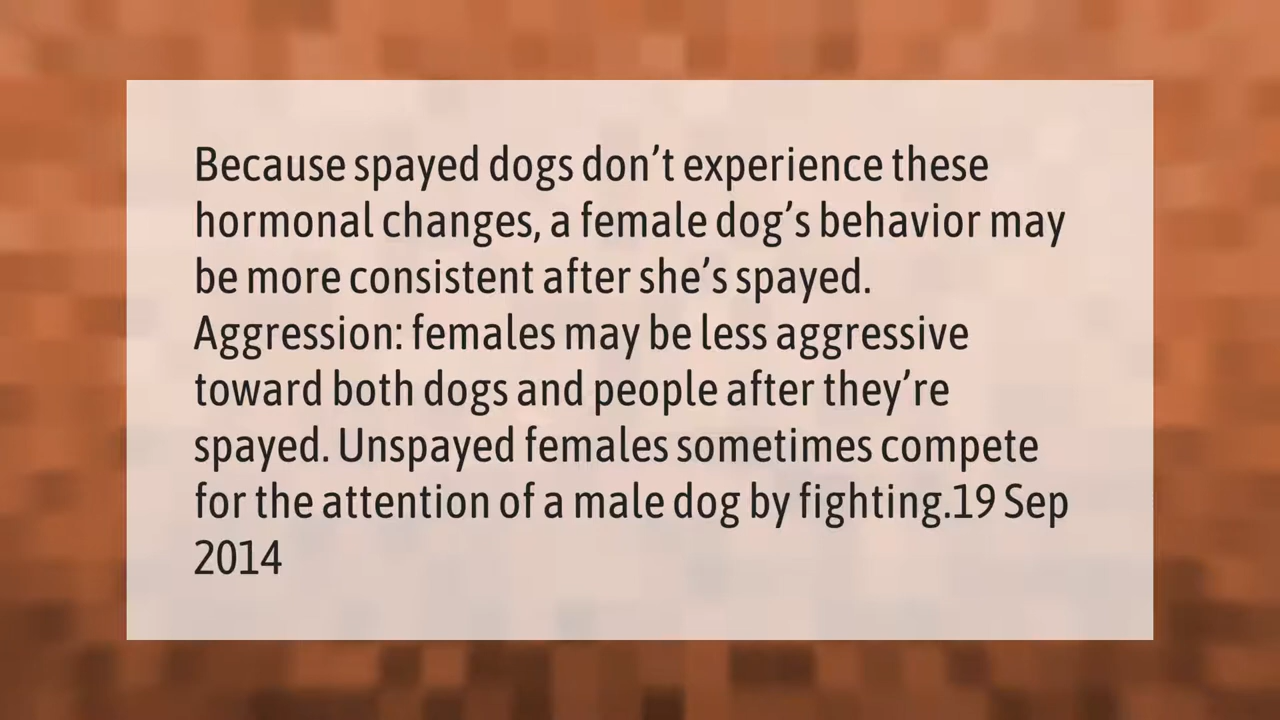 Because spayed dogs don’t experience these
hormonal changes, a female dog’s behavior may
be more consistent after she’s spayed.
Aggression: females may be less aggressive
toward both dogs and people after they’re
spayed. Unspayed females sometimes compete
for the attention of a male dog by fighting.19 Sep
2014